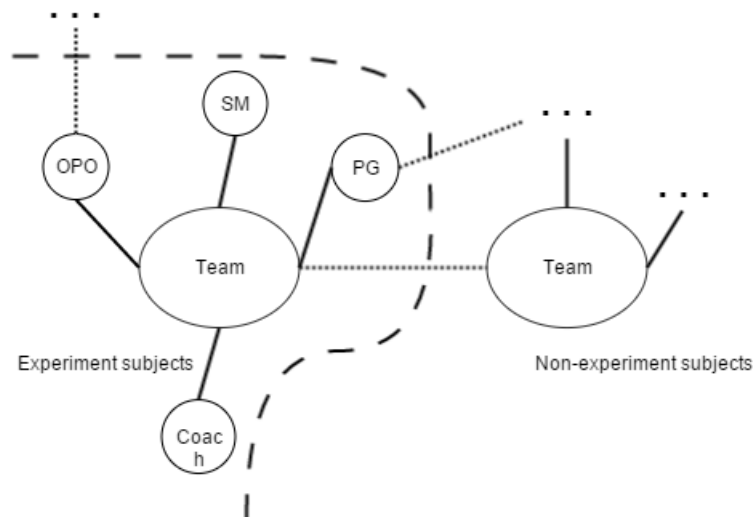 . . .
SM
. . .
OPO
PG
. . .
Team
Team
Experiment subjects
Non-experiment subjects
Coac
h